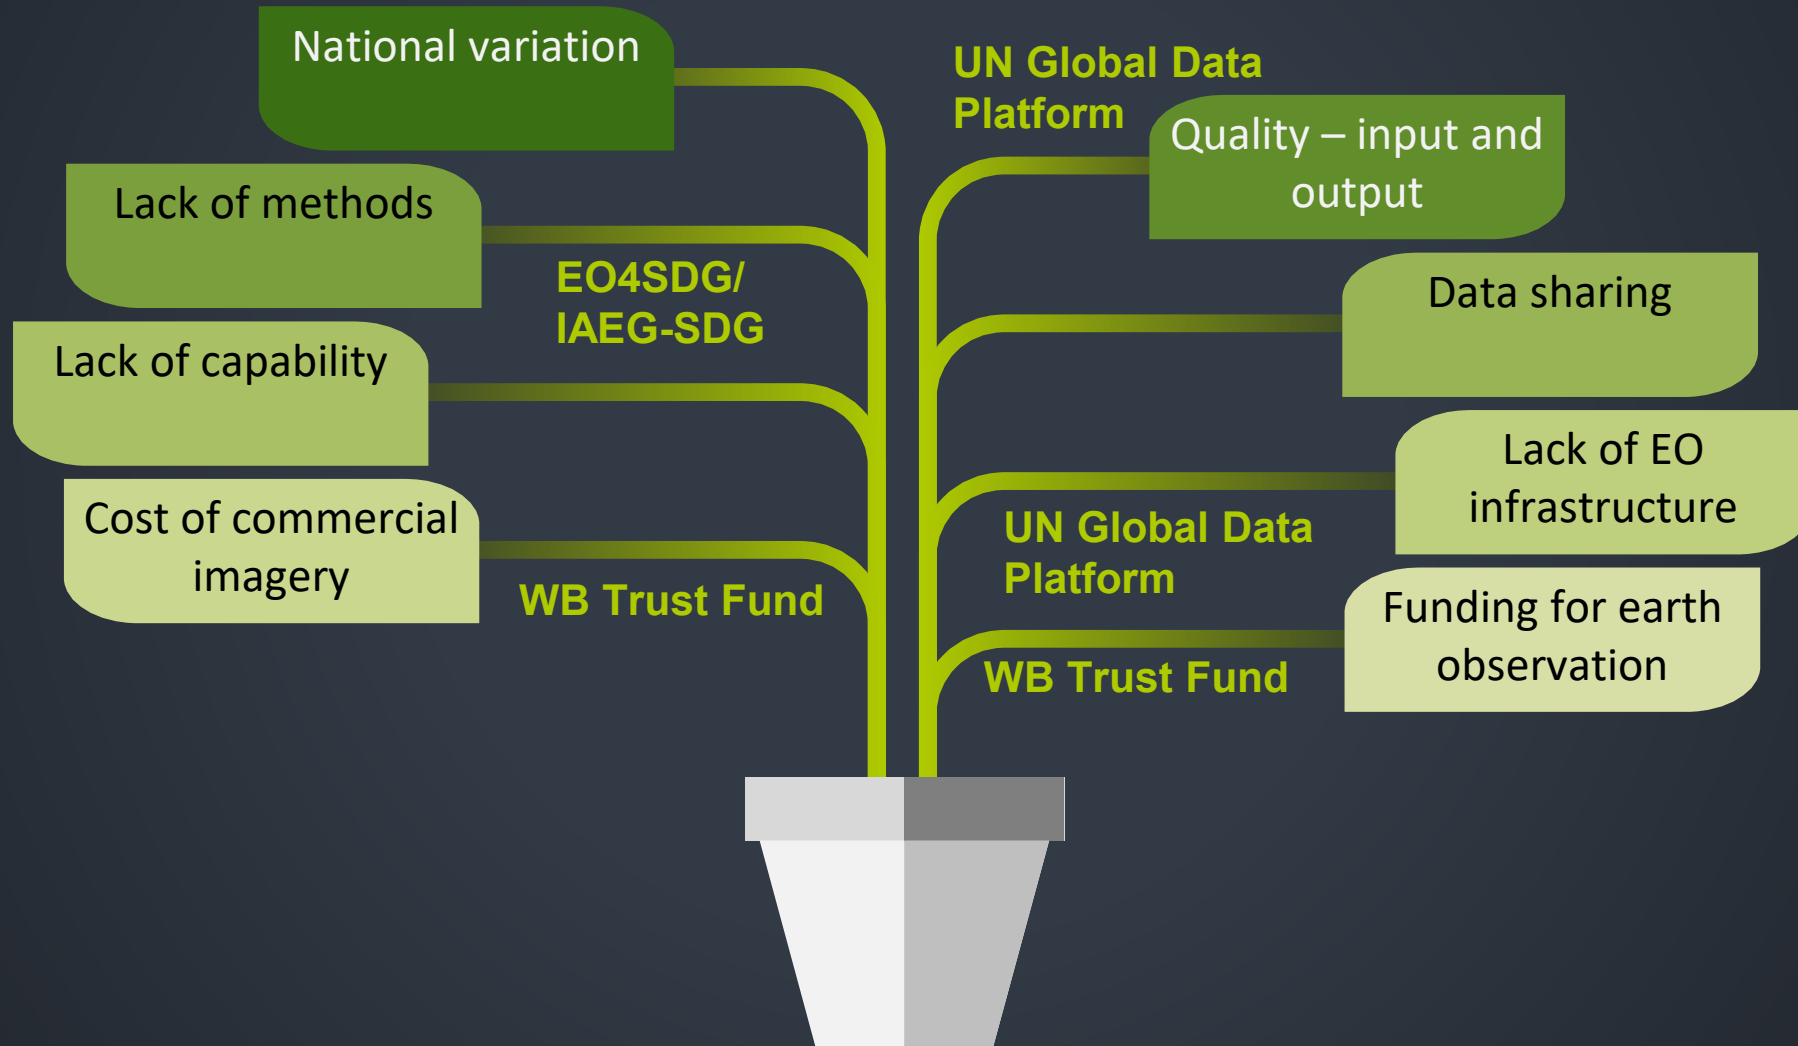 National variation
Lack of methods
EO4SDG/
IAEG-SDG
Lack of capability
Cost of commercial
imagery
WB Trust Fund
UN Global Data
Platform
Quality – input and
output
Data sharing
Lack of EO
infrastructure
UN Global Data
Platform
Funding for earth
observation
WB Trust Fund